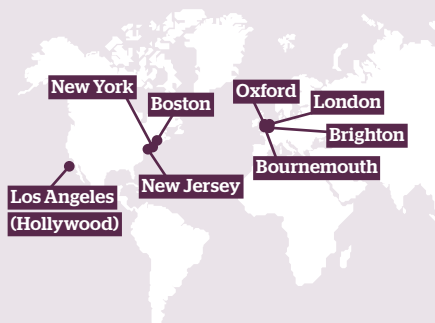 New York
Boston
Oxford
London
Brighton
Bournemouth
New Jersey
Los Angeles
(Hollywood)